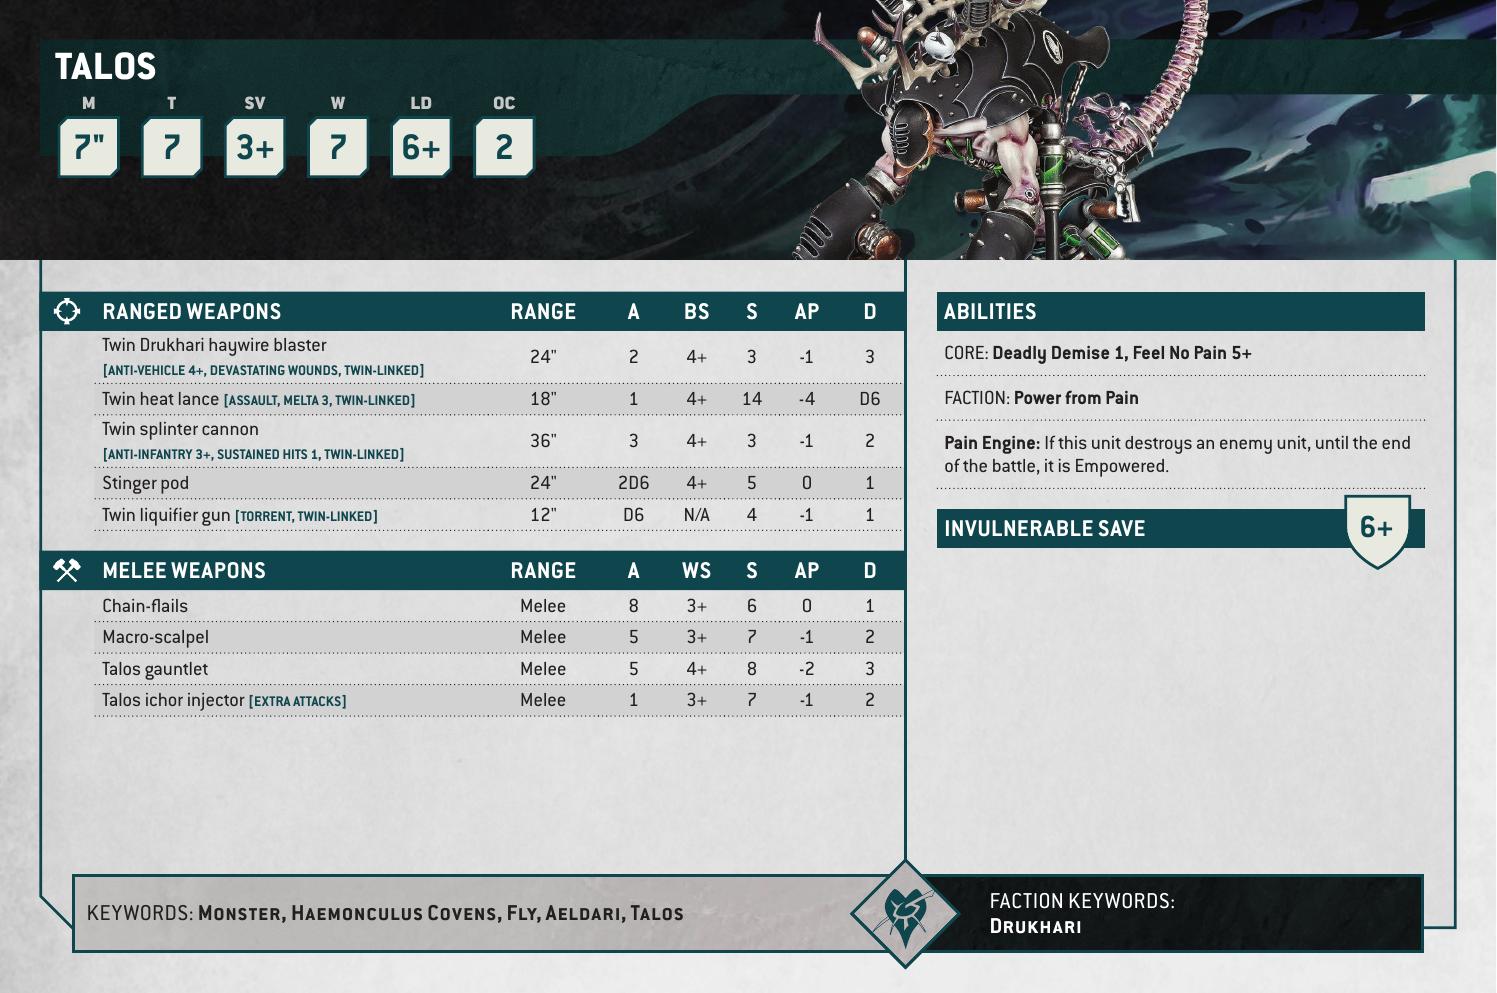 TALOS
M T SV W LD OC
7" 7 3+ 7 6+ 2
RANGED WEAPONS RANGE A BS S AP D
Twin Drukhari haywire blaster
[ANTI-VEHICLE 4+, DEVASTATING WOUNDS, TWIN-LINKED] 24" 2 4+ 3 -1 3
Twin heat lance [ASSAULT, MELTA 3, TWIN-LINKED] 18" 1 4+ 14 -4 D6
Twin splinter cannon
[ANTI-INFANTRY 3+, SUSTAINED HITS 1, TWIN-LINKED] 36" 3 4+ 3 -1 2
Stinger pod 24" 2D6 4+ 5 0 1
Twin liquifier gun [TORRENT, TWIN-LINKED] 12" D6 N/A 4 -1 1
MELEE WEAPONS RANGE A WS S AP D
Chain-flails Melee 8 3+ 6 0 1
Macro-scalpel Melee 5 3+ 7 -1 2
Talos gauntlet Melee 5 4+ 8 -2 3
Talos ichor injector [EXTRA ATTACKS] Melee 1 3+ 7 -1 2
ABILITIES
CORE: Deadly Demise 1, Feel No Pain 5+
FACTION: Power from Pain
Pain Engine: If this unit destroys an enemy unit, until the end
of the battle, it is Empowered.
INVULNERABLE SAVE 6+
KEYWORDS: MONSTER, HAEMONCULUS COVENS, FLY, AELDARI, TALOS
FACTION KEYWORDS:
DRUKHARI